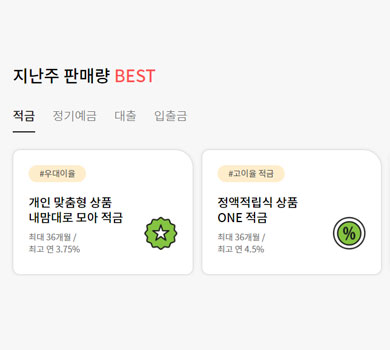 지난주 판매량 BEST
적금 정기예금 대출 입출금
#우대이율
개인 맞춤형 상품
내맘대로 모아 적금
최대 36개월 /
최고 연 3.75%
#고이율 적금
정액적립식 상품
ONE 적금
최대 36개월 /
최고 연 4.5%
%